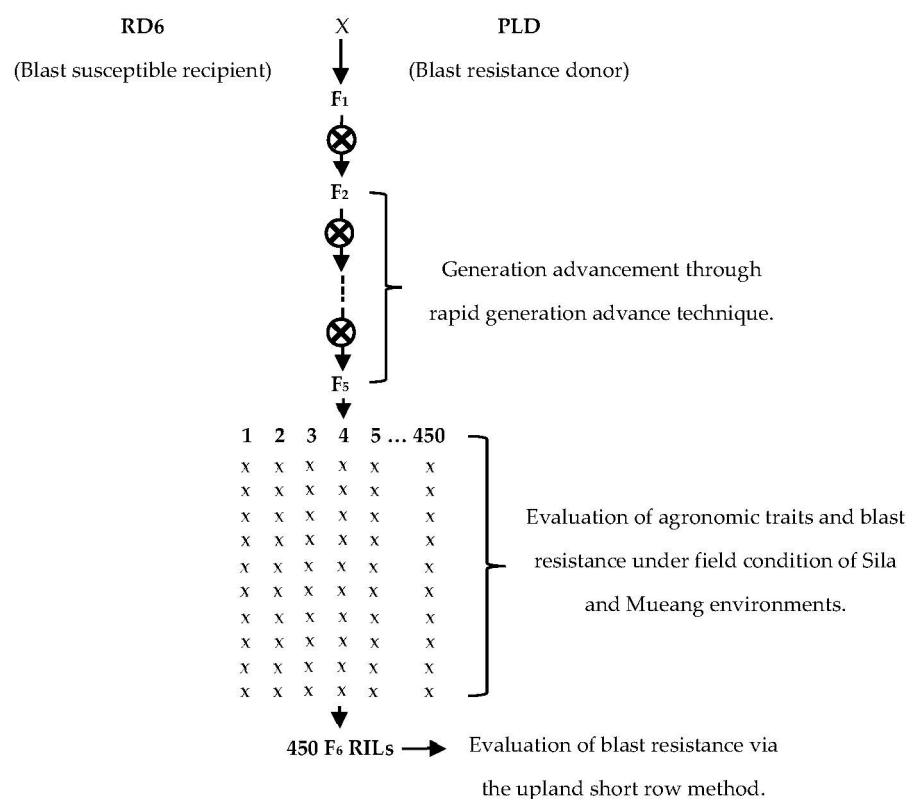 RD6 X PLD
(Blast susceptible recipient) (Blast resistance donor)
F₁
F₂
Generation advancement through
rapid generation advance technique.
F₅
1 2 3 4 5 … 450
x x x x x x
x x x x x x
x x x x x x
x x x x x x
x x x x x x
x x x x x x
x x x x x x
x x x x x x
x x x x x x
x x x x x x
Evaluation of agronomic traits and blast
resistance under field condition of Sila
and Mueang environments.
450 F₆ RILs
Evaluation of blast resistance via
the upland short row method.